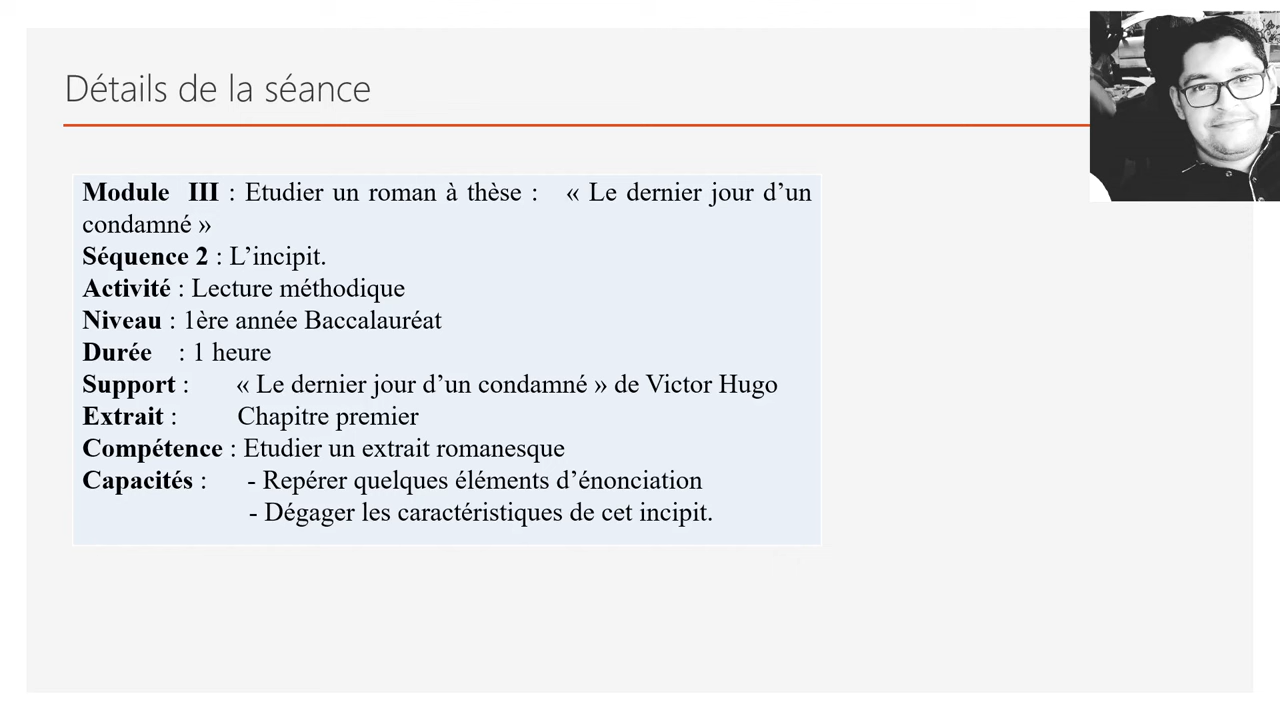 Détails de la séance
Module III : Etudier un roman à thèse : « Le dernier jour d’un
condamné »
Séquence 2 : L’incipit.
Activité : Lecture méthodique
Niveau : 1ère année Baccalauréat
Durée : 1 heure
Support : « Le dernier jour d’un condamné » de Victor Hugo
Extrait : Chapitre premier
Compétence : Etudier un extrait romanesque
Capacités : - Repérer quelques éléments d’énonciation
- Dégager les caractéristiques de cet incipit.